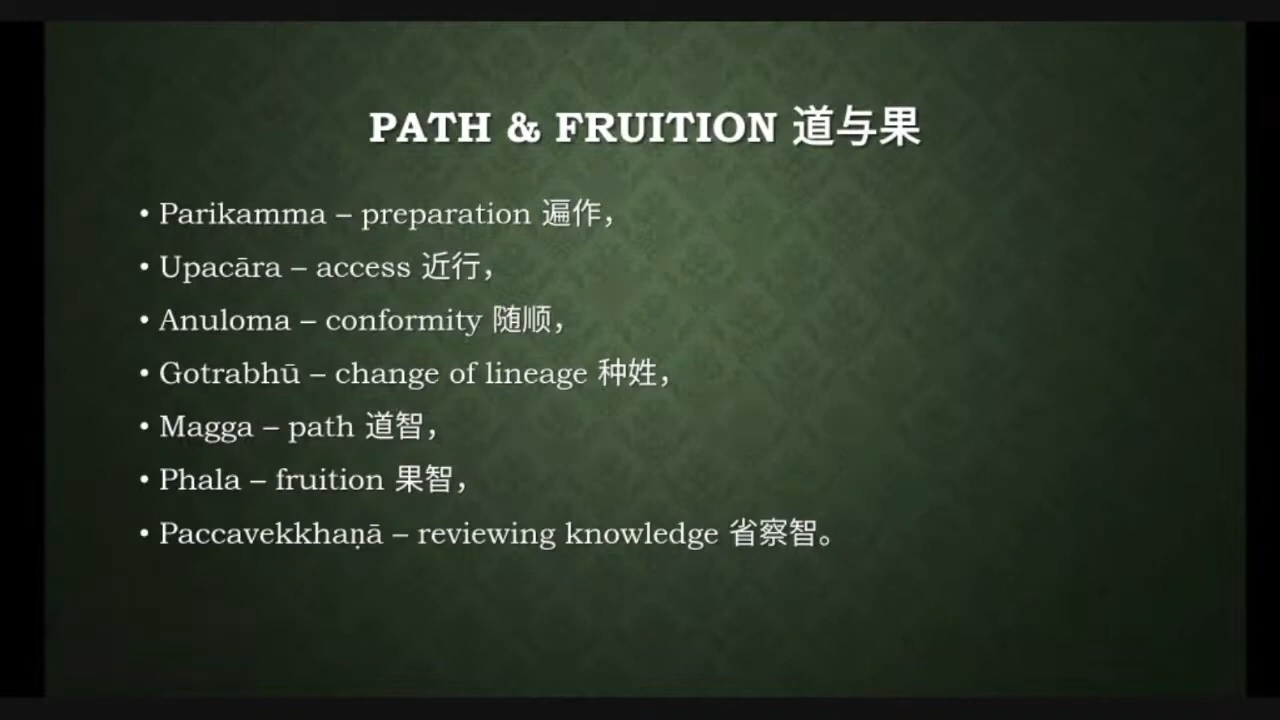 PATH & FRUITION 道与果
• Parikamma – preparation 遍作，
• Upacāra – access 近行，
• Anuloma – conformity 随顺，
• Gotrabhū – change of lineage 种姓，
• Magga – path 道智，
• Phala – fruition 果智，
• Paccavekkhaṇā – reviewing knowledge 省察智。